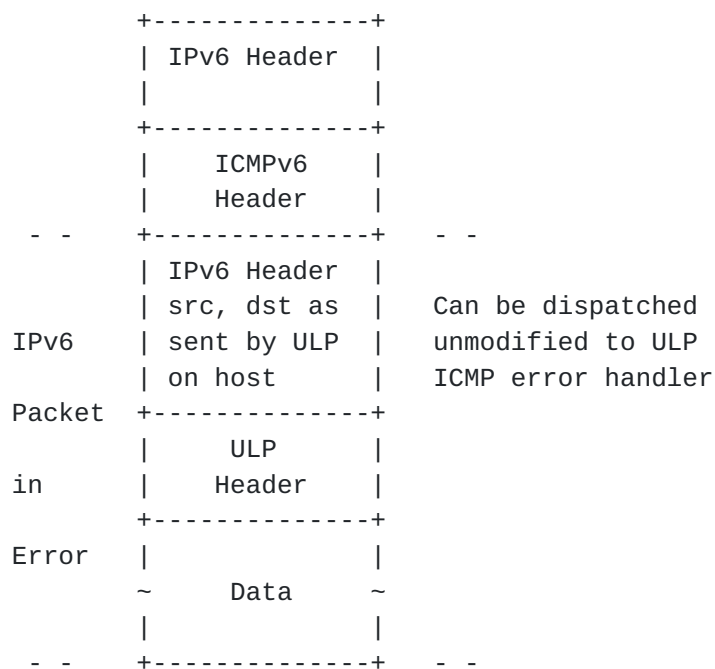 +--------------+
| IPv6 Header  |
|              |
+--------------+
|    ICMPv6    |
|    Header    |
- -   +--------------+   - -
| IPv6 Header  |
| src, dst as  |   Can be dispatched
IPv6    | sent by ULP  |   unmodified to ULP
| on host      |   ICMP error handler
Packet  +--------------+
|     ULP      |
in      |    Header    |
+--------------+
Error   |              |
~     Data     ~
|              |
- -   +--------------+   - -